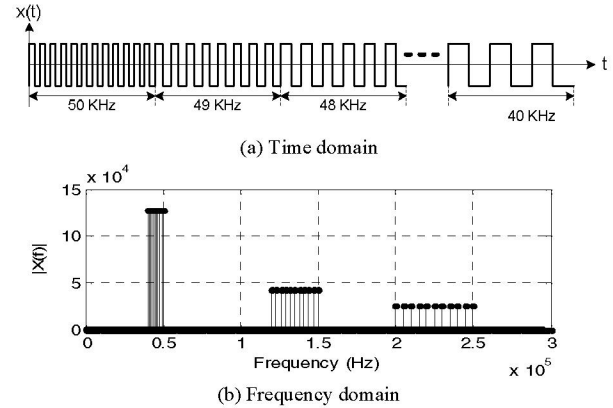 x(t)
t
50 KHz 49 KHz 48 KHz 40 KHz
(a) Time domain
x 10^4
15
10
5
0
|X(f)|
0 0.5 1 1.5 2 2.5 3
Frequency (Hz)
x 10^5
(b) Frequency domain